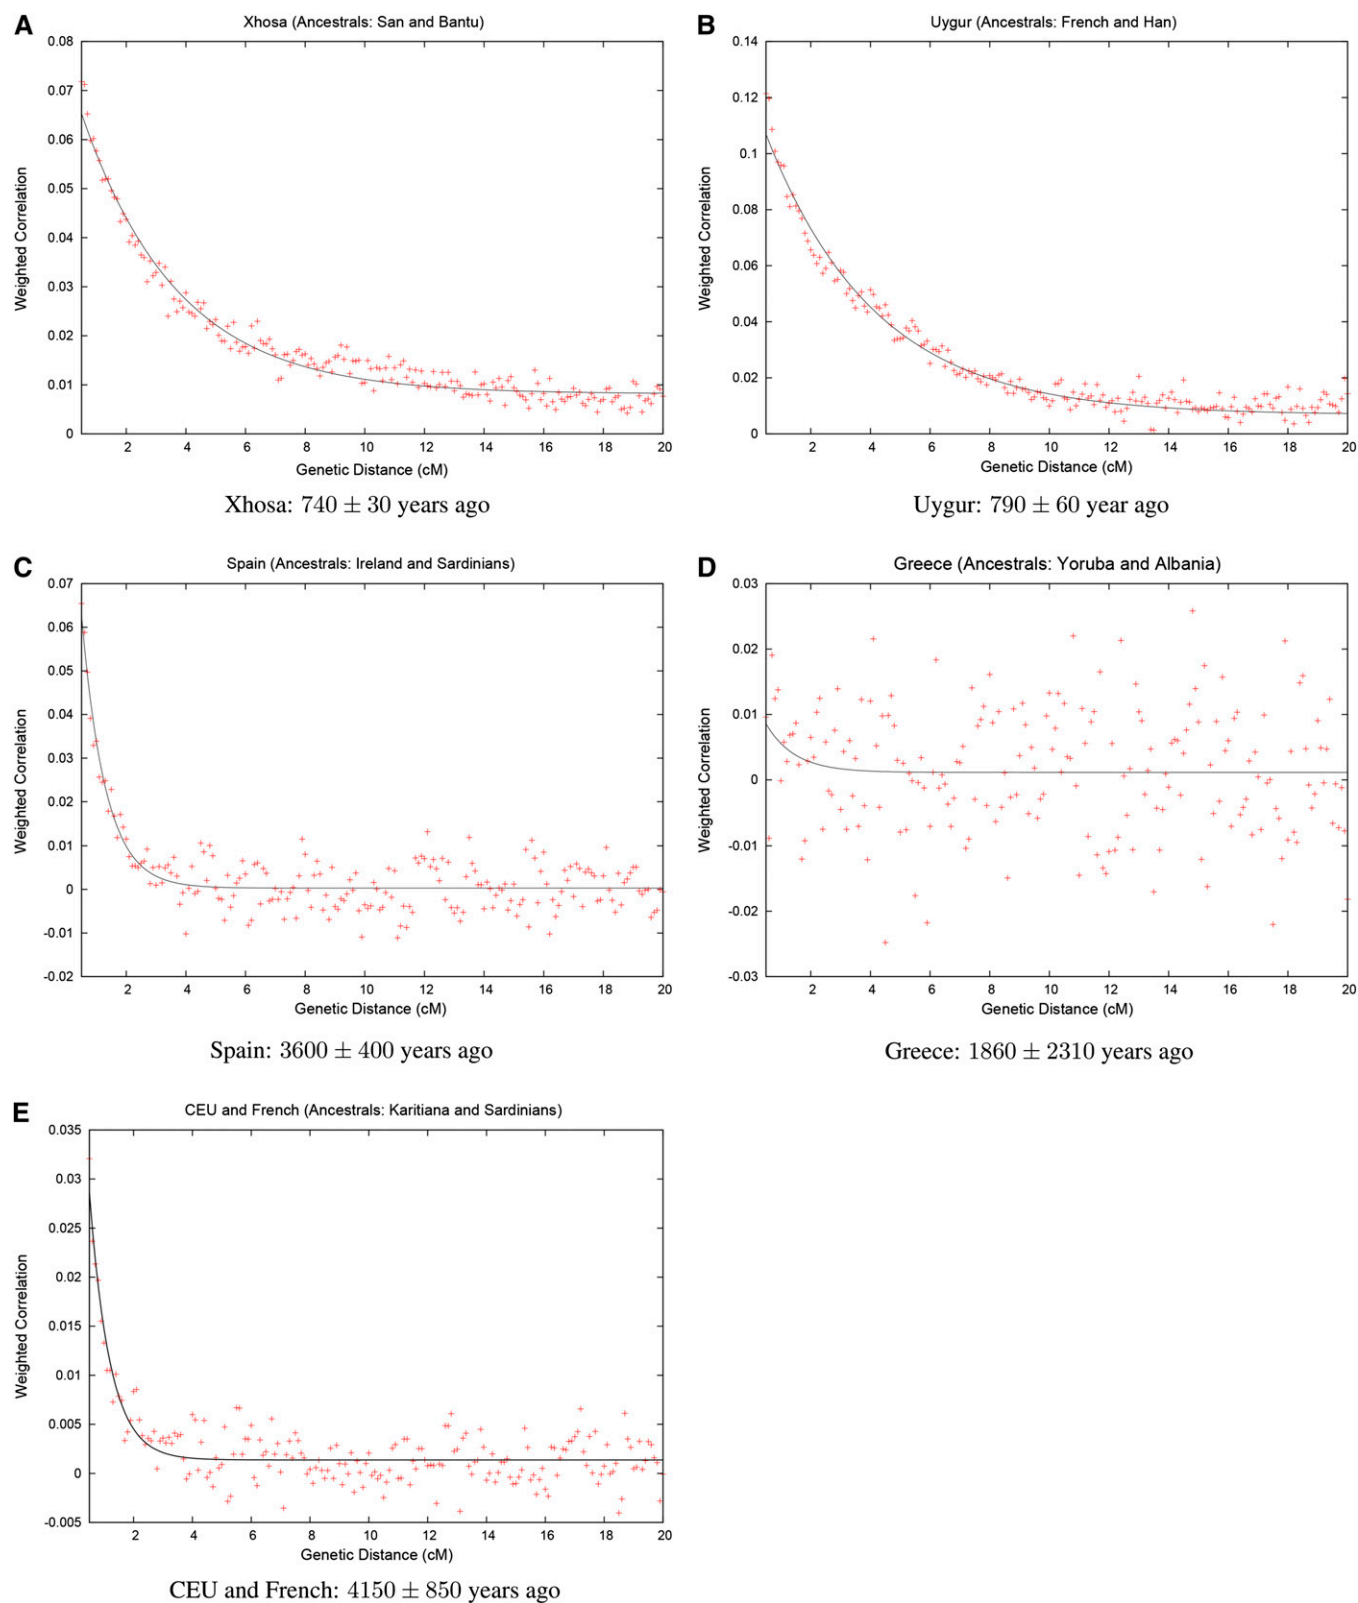 A
Xhosa (Ancestrals: San and Bantu)
0.08
0.07
0.06
0.05
0.04
0.03
0.02
0.01
0
Weighted Correlation
2 4 6 8 10 12 14 16 18 20
Genetic Distance (cM)
Xhosa: 740 ± 30 years ago
B
Uygur (Ancestrals: French and Han)
0.14
0.12
0.1
0.08
0.06
0.04
0.02
0
Weighted Correlation
2 4 6 8 10 12 14 16 18 20
Genetic Distance (cM)
Uygur: 790 ± 60 year ago
C
Spain (Ancestrals: Ireland and Sardinians)
0.07
0.06
0.05
0.04
0.03
0.02
0.01
0
-0.01
-0.02
Weighted Correlation
2 4 6 8 10 12 14 16 18 20
Genetic Distance (cM)
Spain: 3600 ± 400 years ago
D
Greece (Ancestrals: Yoruba and Albania)
0.03
0.02
0.01
0
-0.01
-0.02
-0.03
Weighted Correlation
2 4 6 8 10 12 14 16 18 20
Genetic Distance (cM)
Greece: 1860 ± 2310 years ago
E
CEU and French (Ancestrals: Karitiana and Sardinians)
0.035
0.03
0.025
0.02
0.015
0.01
0.005
0
-0.005
Weighted Correlation
2 4 6 8 10 12 14 16 18 20
Genetic Distance (cM)
CEU and French: 4150 ± 850 years ago